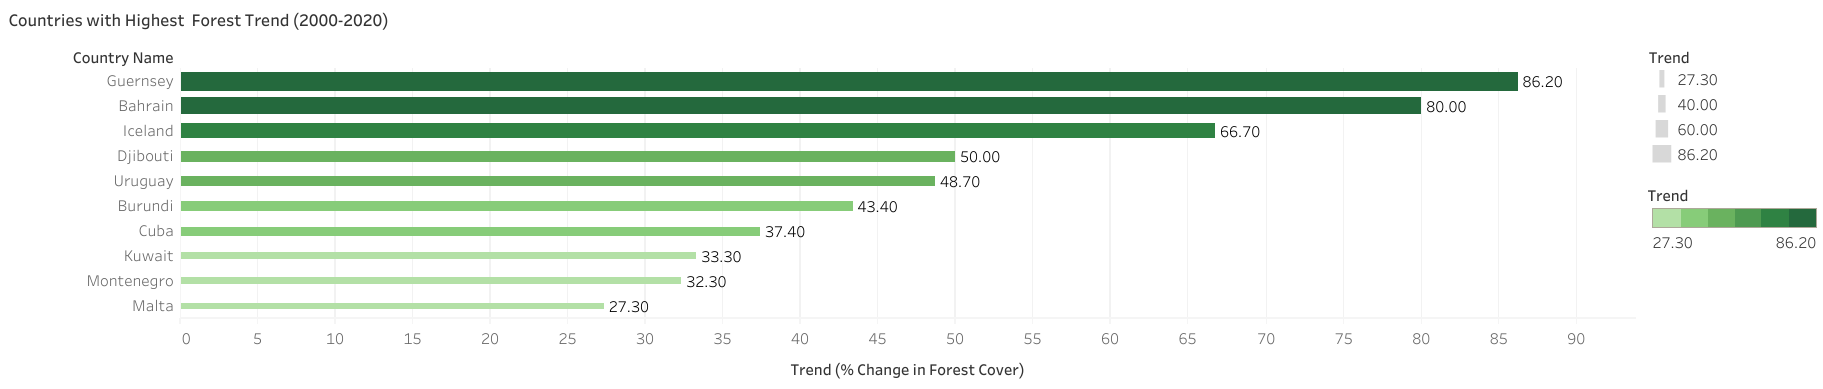 Countries with Highest  Forest Trend (2000-2020)
Country Name
Guernsey 86.20
Bahrain 80.00
Iceland 66.70
Djibouti 50.00
Uruguay 48.70
Burundi 43.40
Cuba 37.40
Kuwait 33.30
Montenegro 32.30
Malta 27.30
0 5 10 15 20 25 30 35 40 45 50 55 60 65 70 75 80 85 90
Trend (% Change in Forest Cover)
Trend
27.30
40.00
60.00
86.20
Trend
27.30 86.20